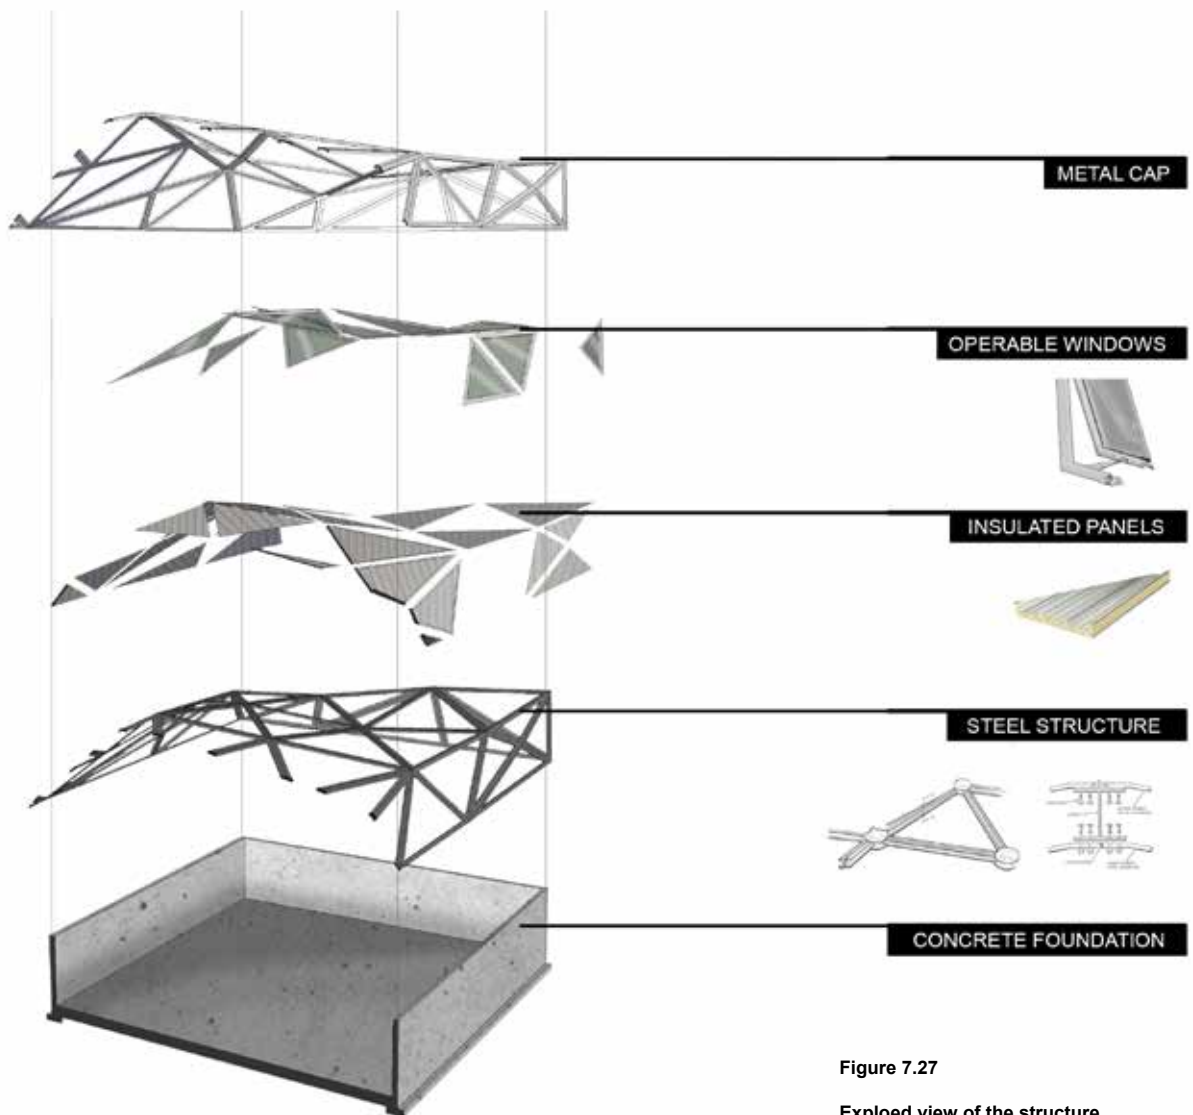 METAL CAP
OPERABLE WINDOWS
INSULATED PANELS
STEEL STRUCTURE
CONCRETE FOUNDATION
Figure 7.27
Exploed view of the structure